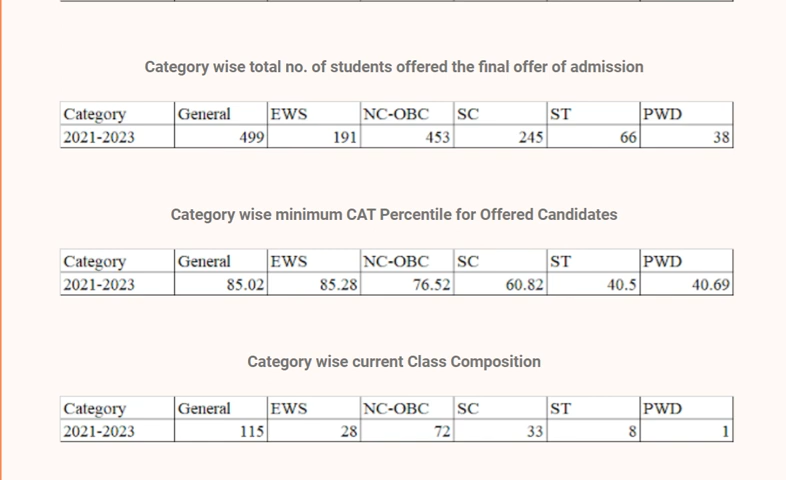 Category wise total no. of students offered the final offer of admission
Category General EWS NC-OBC SC ST PWD
2021-2023 499 191 453 245 66 38
Category wise minimum CAT Percentile for Offered Candidates
Category General EWS NC-OBC SC ST PWD
2021-2023 85.02 85.28 76.52 60.82 40.5 40.69
Category wise current Class Composition
Category General EWS NC-OBC SC ST PWD
2021-2023 115 28 72 33 8 1